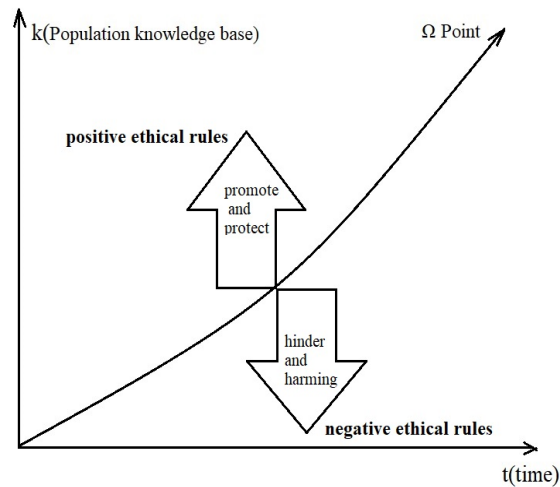 k(Population knowledge base)
Ω Point
positive ethical rules
promote
and
protect
hinder
and
harming
negative ethical rules
t(time)